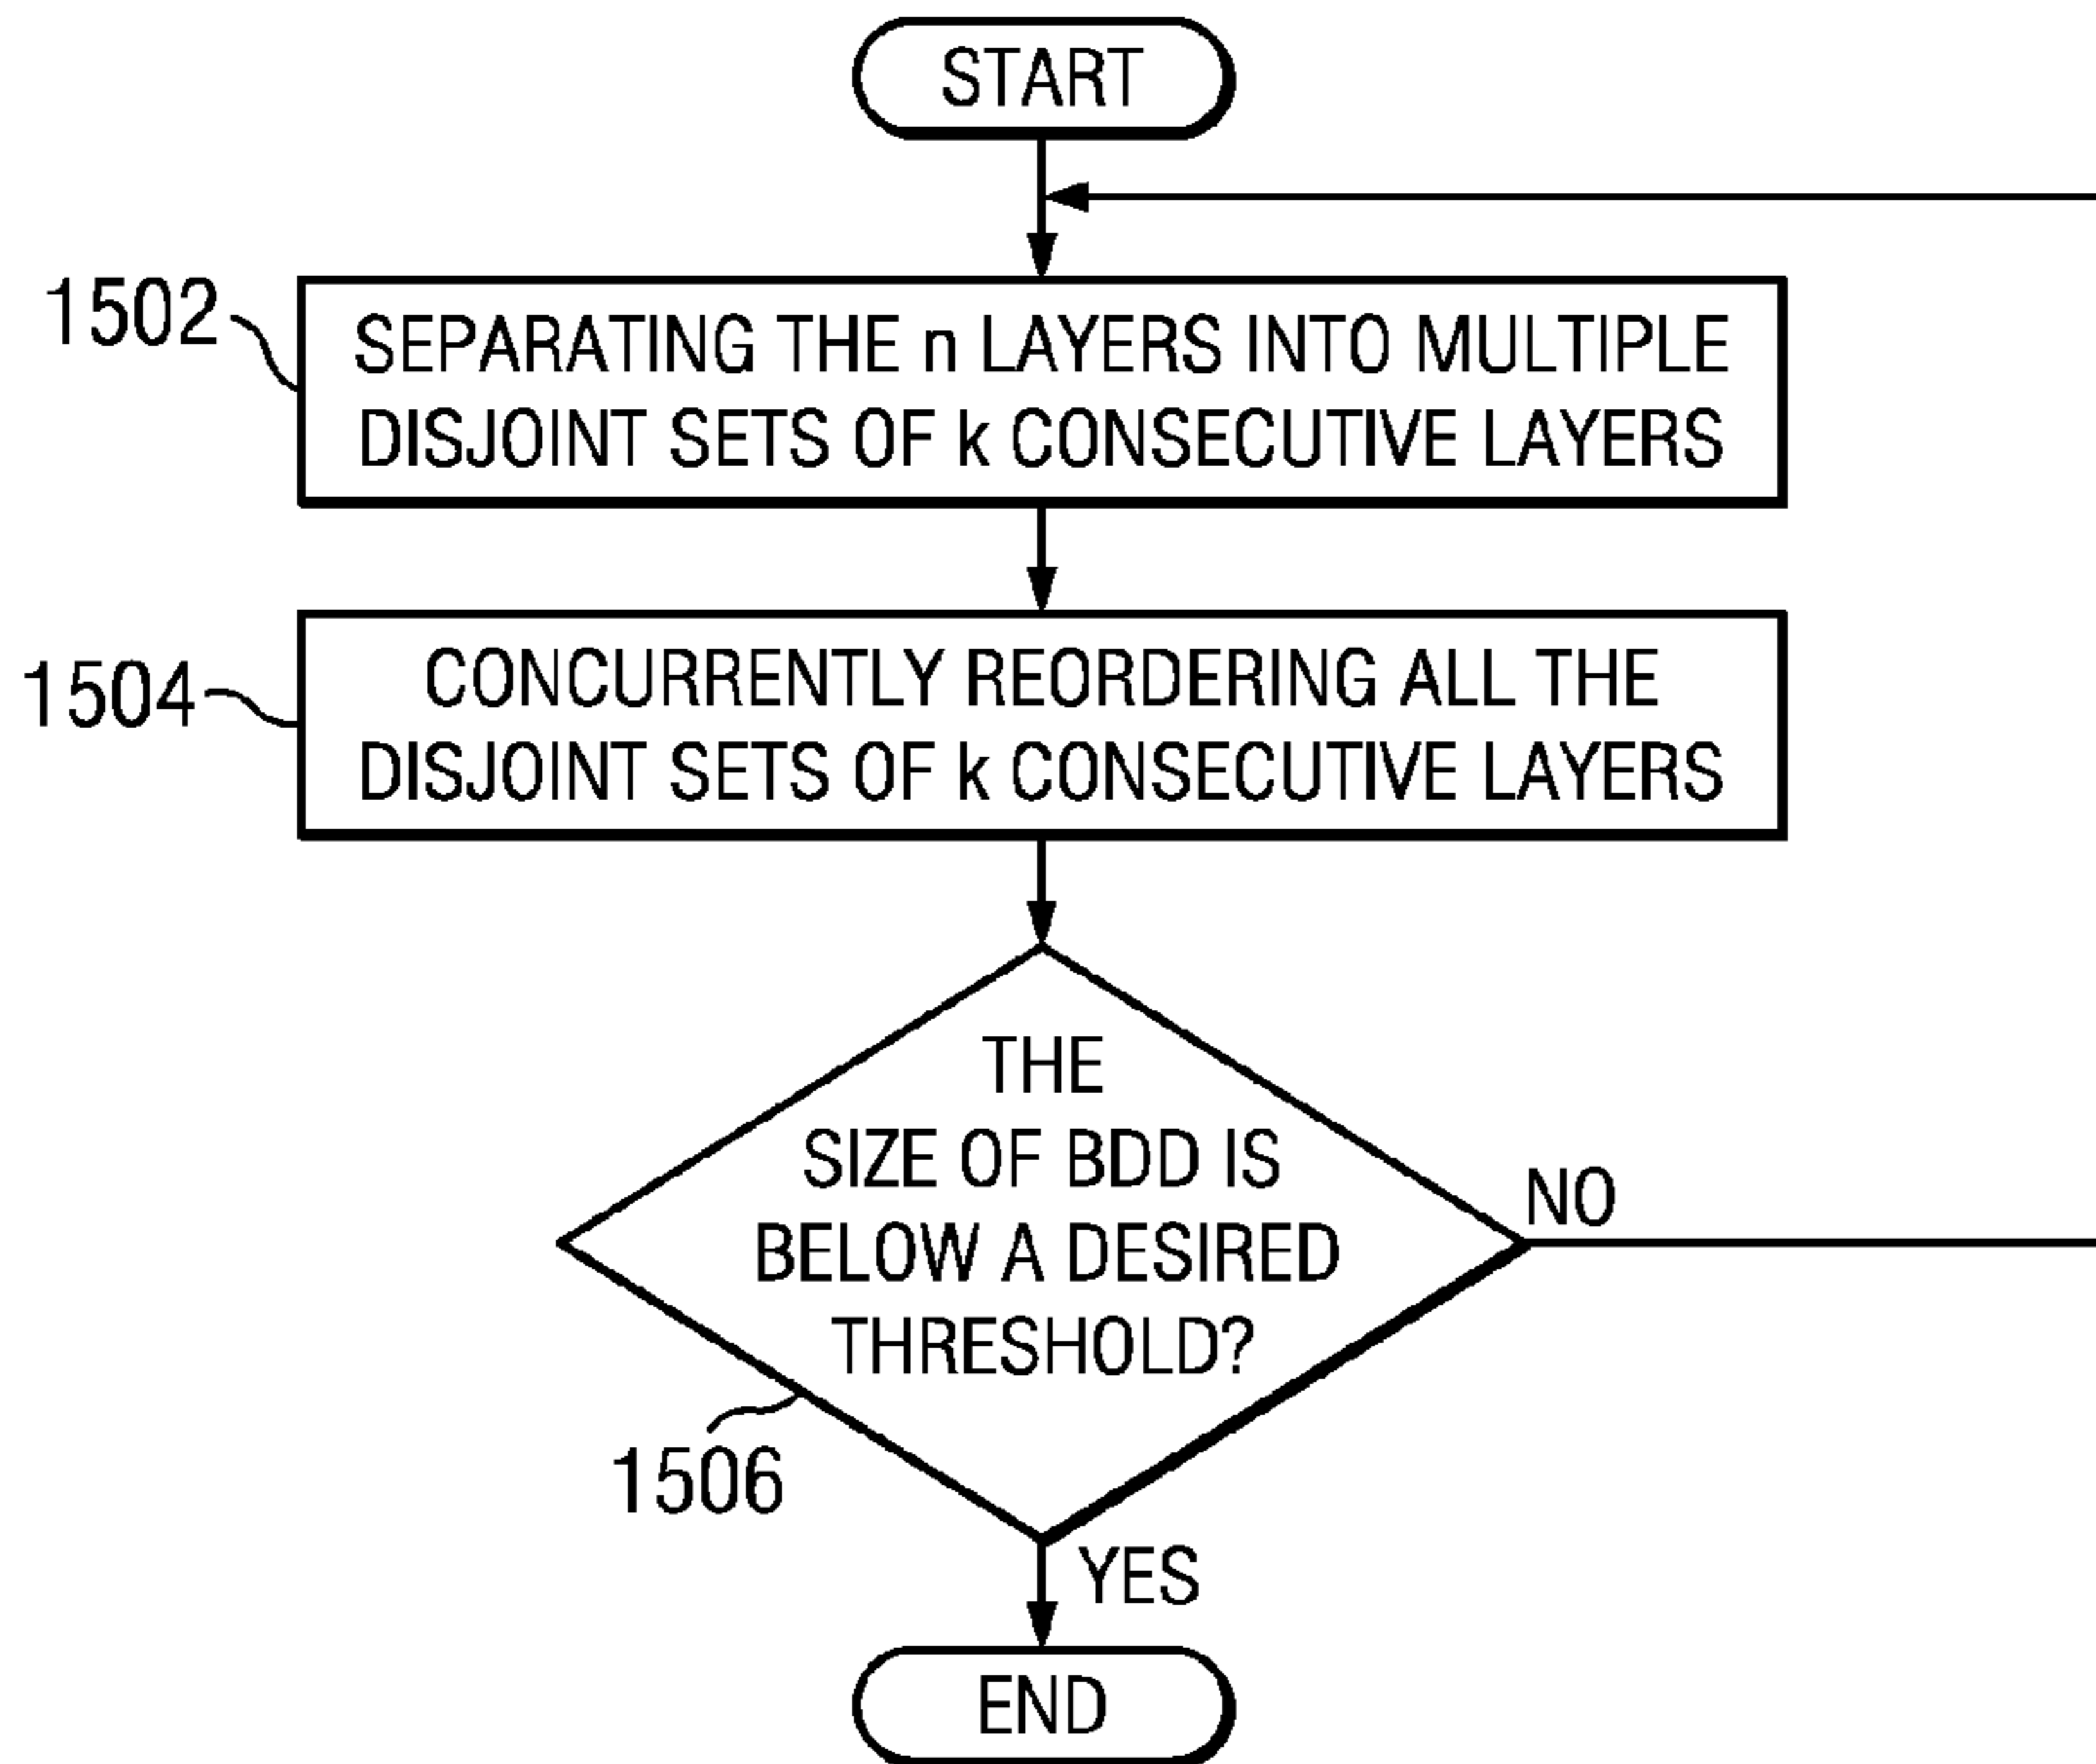 START
1502
SEPARATING THE n LAYERS INTO MULTIPLE
DISJOINT SETS OF k CONSECUTIVE LAYERS
1504
CONCURRENTLY REORDERING ALL THE
DISJOINT SETS OF k CONSECUTIVE LAYERS
THE
SIZE OF BDD IS
BELOW A DESIRED
THRESHOLD?
NO
1506
YES
END